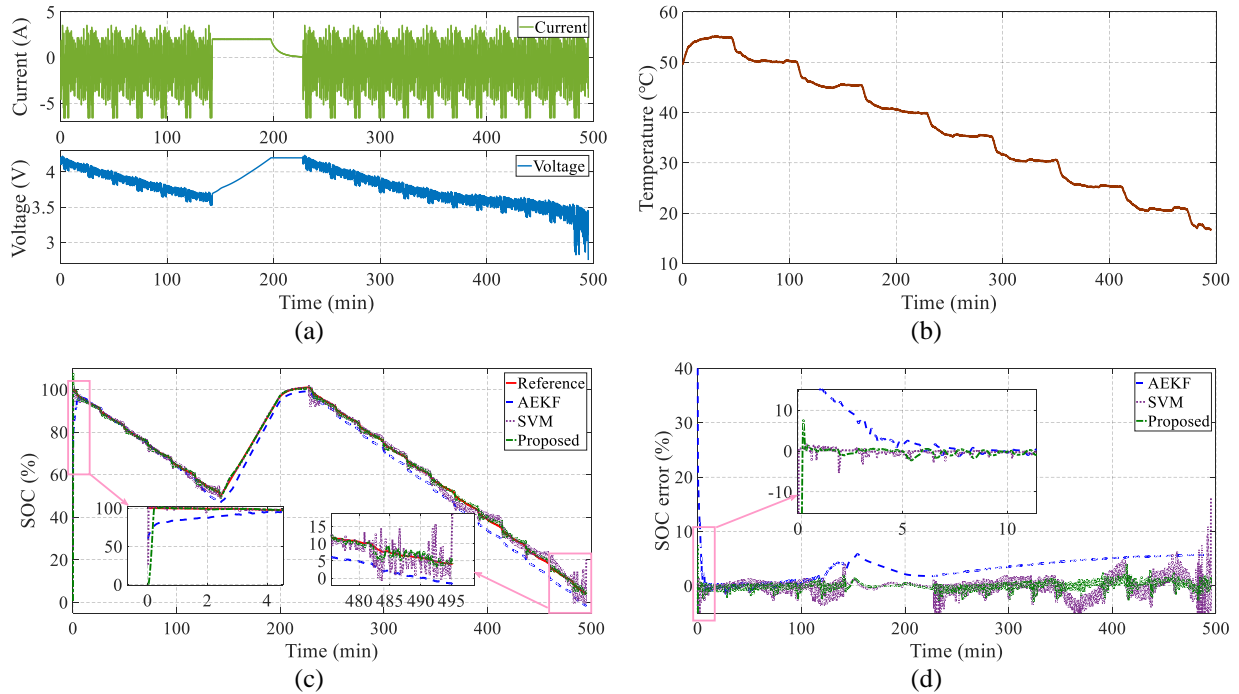 5
0
-5
Current (A)
Current
0 100 200 300 400 500
4
3.5
3
Voltage (V)
Voltage
0 100 200 300 400 500
Time (min)
(a)
60
50
40
30
20
10
Temperature (°C)
0 100 200 300 400 500
Time (min)
(b)
100
80
60
40
20
0
SOC (%)
Reference
AEKF
SVM
Proposed
100
50
0
0 2 4
15
10
5
0
480 485 490 495
0 100 200 300 400 500
Time (min)
(c)
40
30
20
10
0
SOC error (%)
AEKF
SVM
Proposed
10
0
-10
0 5 10
0 100 200 300 400 500
Time (min)
(d)